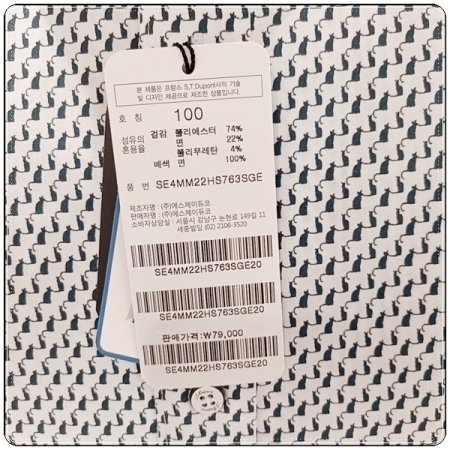 본 제품은 프랑스 S.T.Dupont사의 기술
및 디자인 제공으로 제조한 상품입니다.
호 칭 100
섬유의 혼용율 겉감 폴리에스터 74%
면 22%
폴리우레탄 4%
배색 면 100%
품 번 SE4MM22HS763SGE
제조자명 : (주)에스제이듀코
판매자명 : (주)에스제이듀코
소비자상담실 : 서울시 강남구 논현로 149길 11
세중빌딩 (02) 2106-3520
SE4MM22HS763SGE20
SE4MM22HS763SGE20
판매가격:₩79,000
SE4MM22HS763SGE20